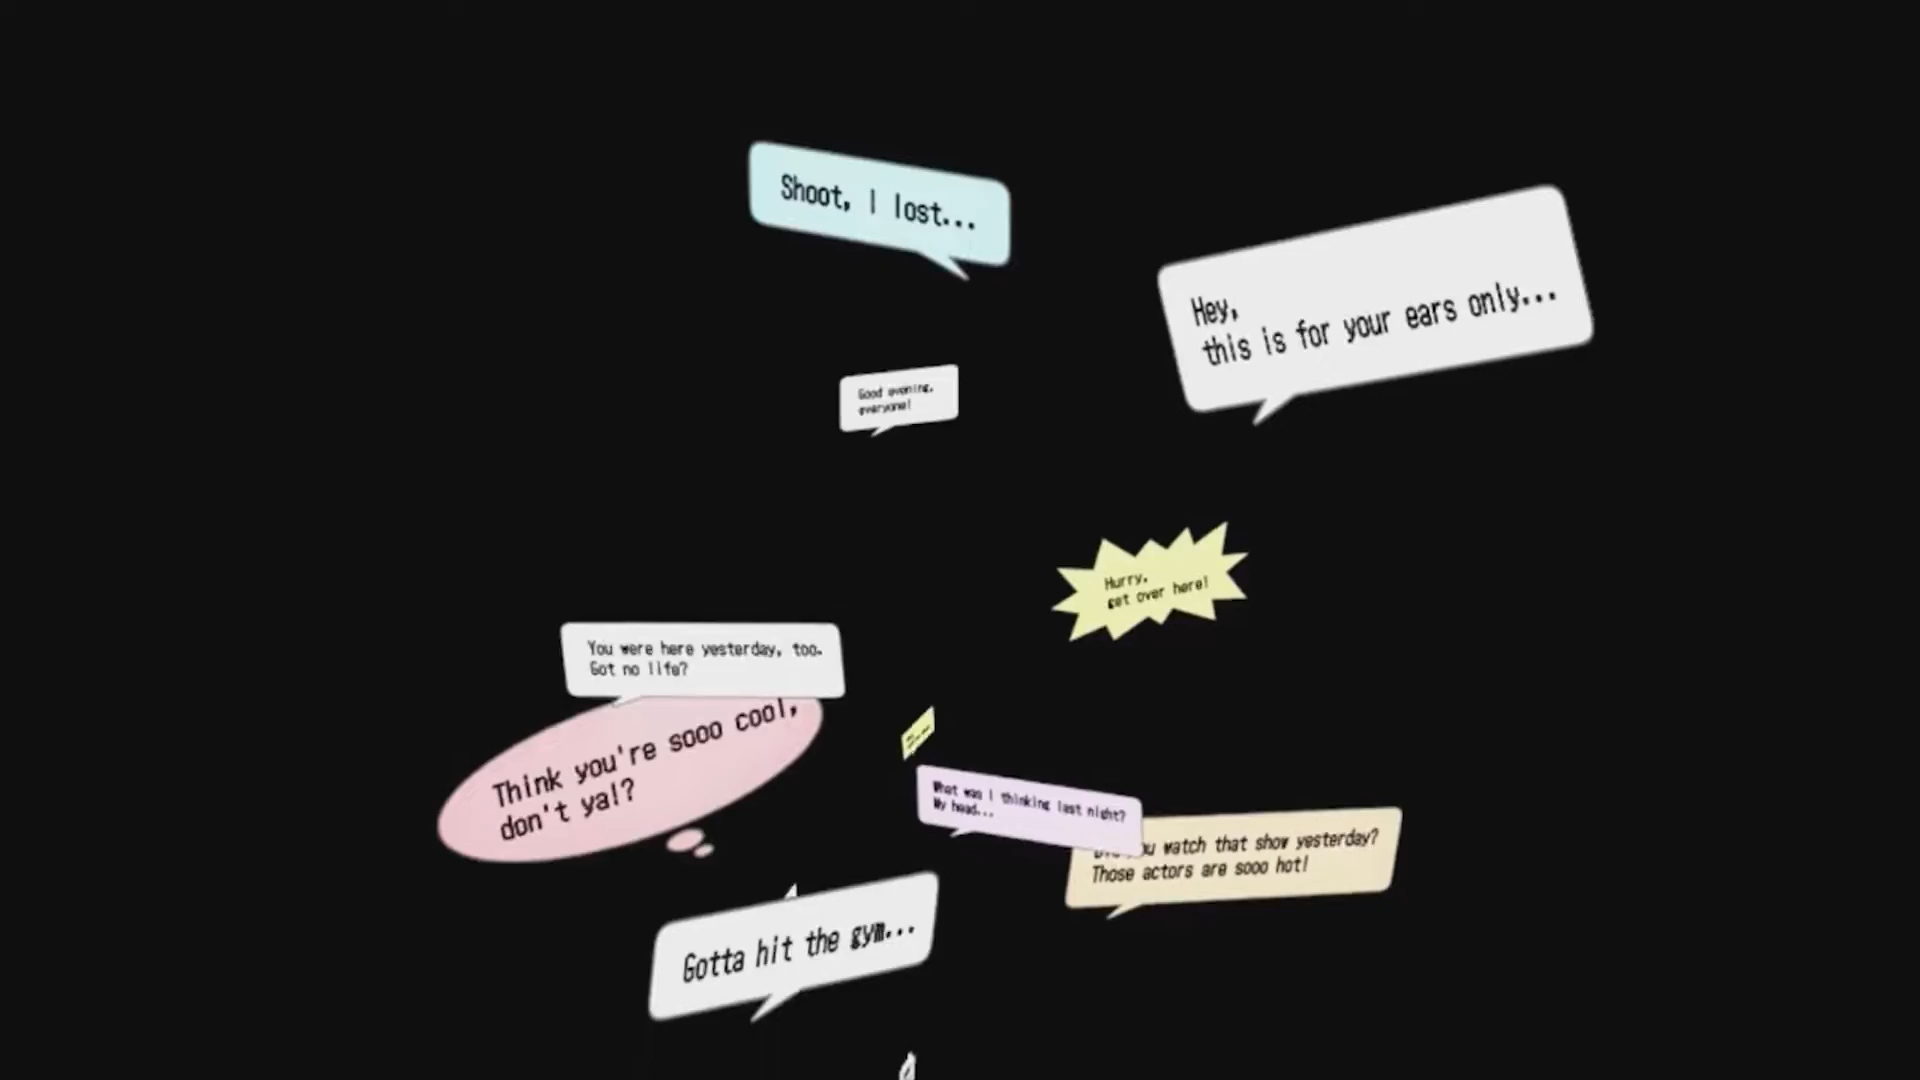 Shoot, I lost...
Hey,
this is for your ears only...
Good evening,
everyone!
Hurry,
get over here!
You were here yesterday, too.
Got no life?
Think you're sooo cool,
don't ya!?
What was I thinking last night?
My head...
you watch that show yesterday?
Those actors are sooo hot!
Gotta hit the gym...